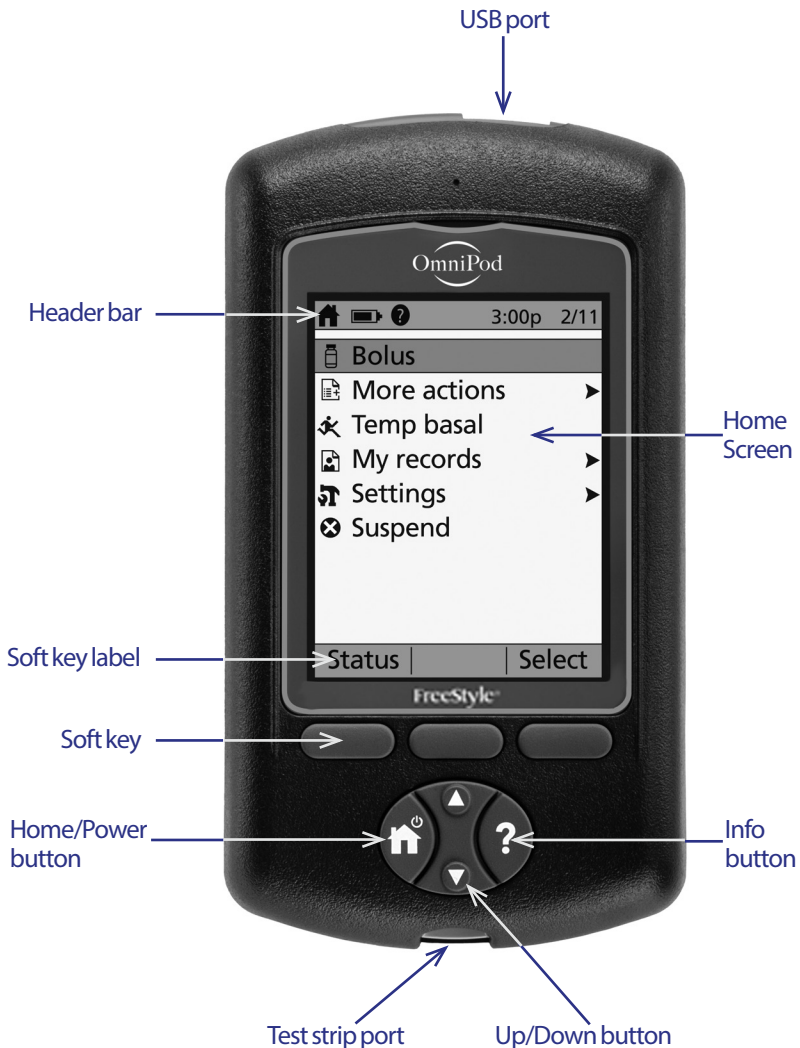 USB port
OmniPod
Header bar
? 3:00p 2/11
Bolus
More actions
Temp basal
My records
Settings
Suspend
Home
Screen
Soft key label
Status | | Select
FreeStyle®
Soft key
Home/Power
button
?
Info
button
Test strip port
Up/Down button